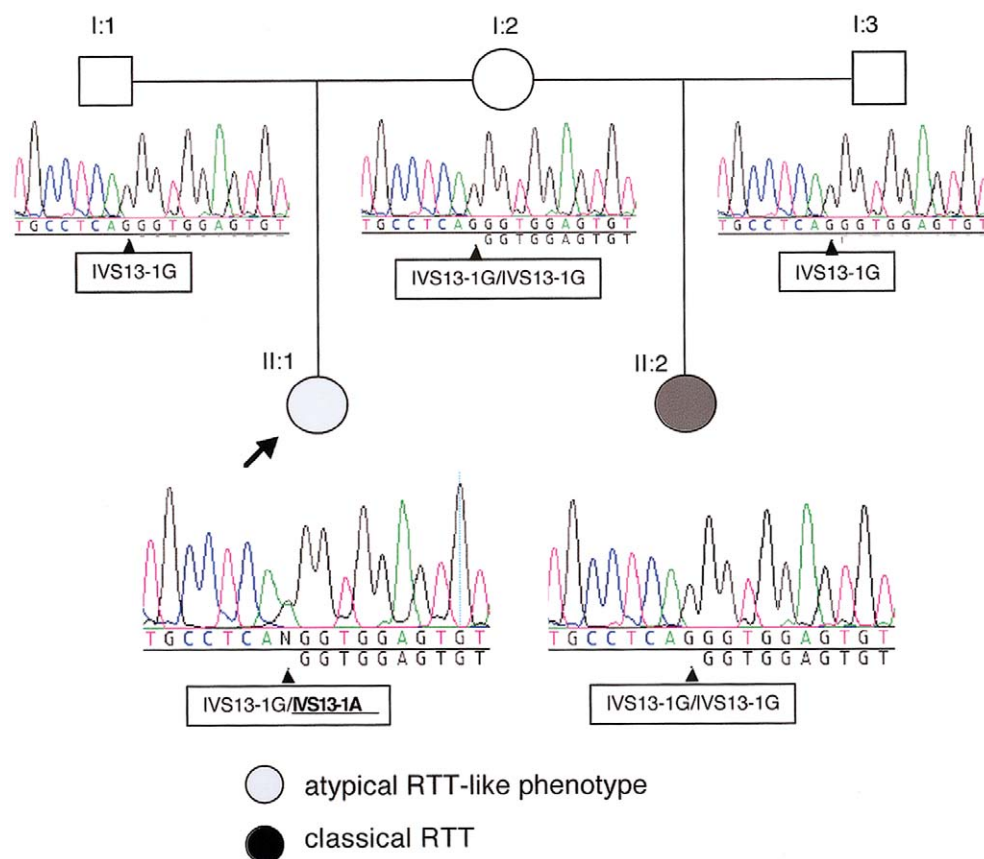 I:1
I:2
I:3
TGCCTCAGGGTGGAGTGT
TGCCTCAGGGTGGAGTGT
TGCCTCAGGGTGGAGTGT
GGTGGAGTGT
IVS13-1G
IVS13-1G/IVS13-1G
IVS13-1G
II:1
II:2
TGCCTCANGGTGGAGTGT
GGTGGAGTGT
TGCCTCAGGGTGGAGTGT
GGTGGAGTGT
IVS13-1G/IVS13-1A
IVS13-1G/IVS13-1G
atypical RTT-like phenotype
classical RTT